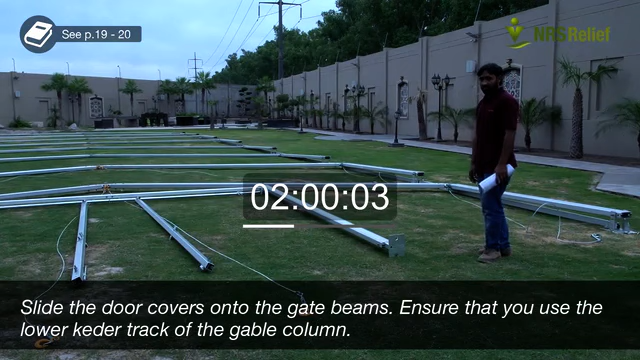 See p.19 - 20
NRS Relief
02:00:03
Slide the door covers onto the gate beams. Ensure that you use the
lower keder track of the gable column.